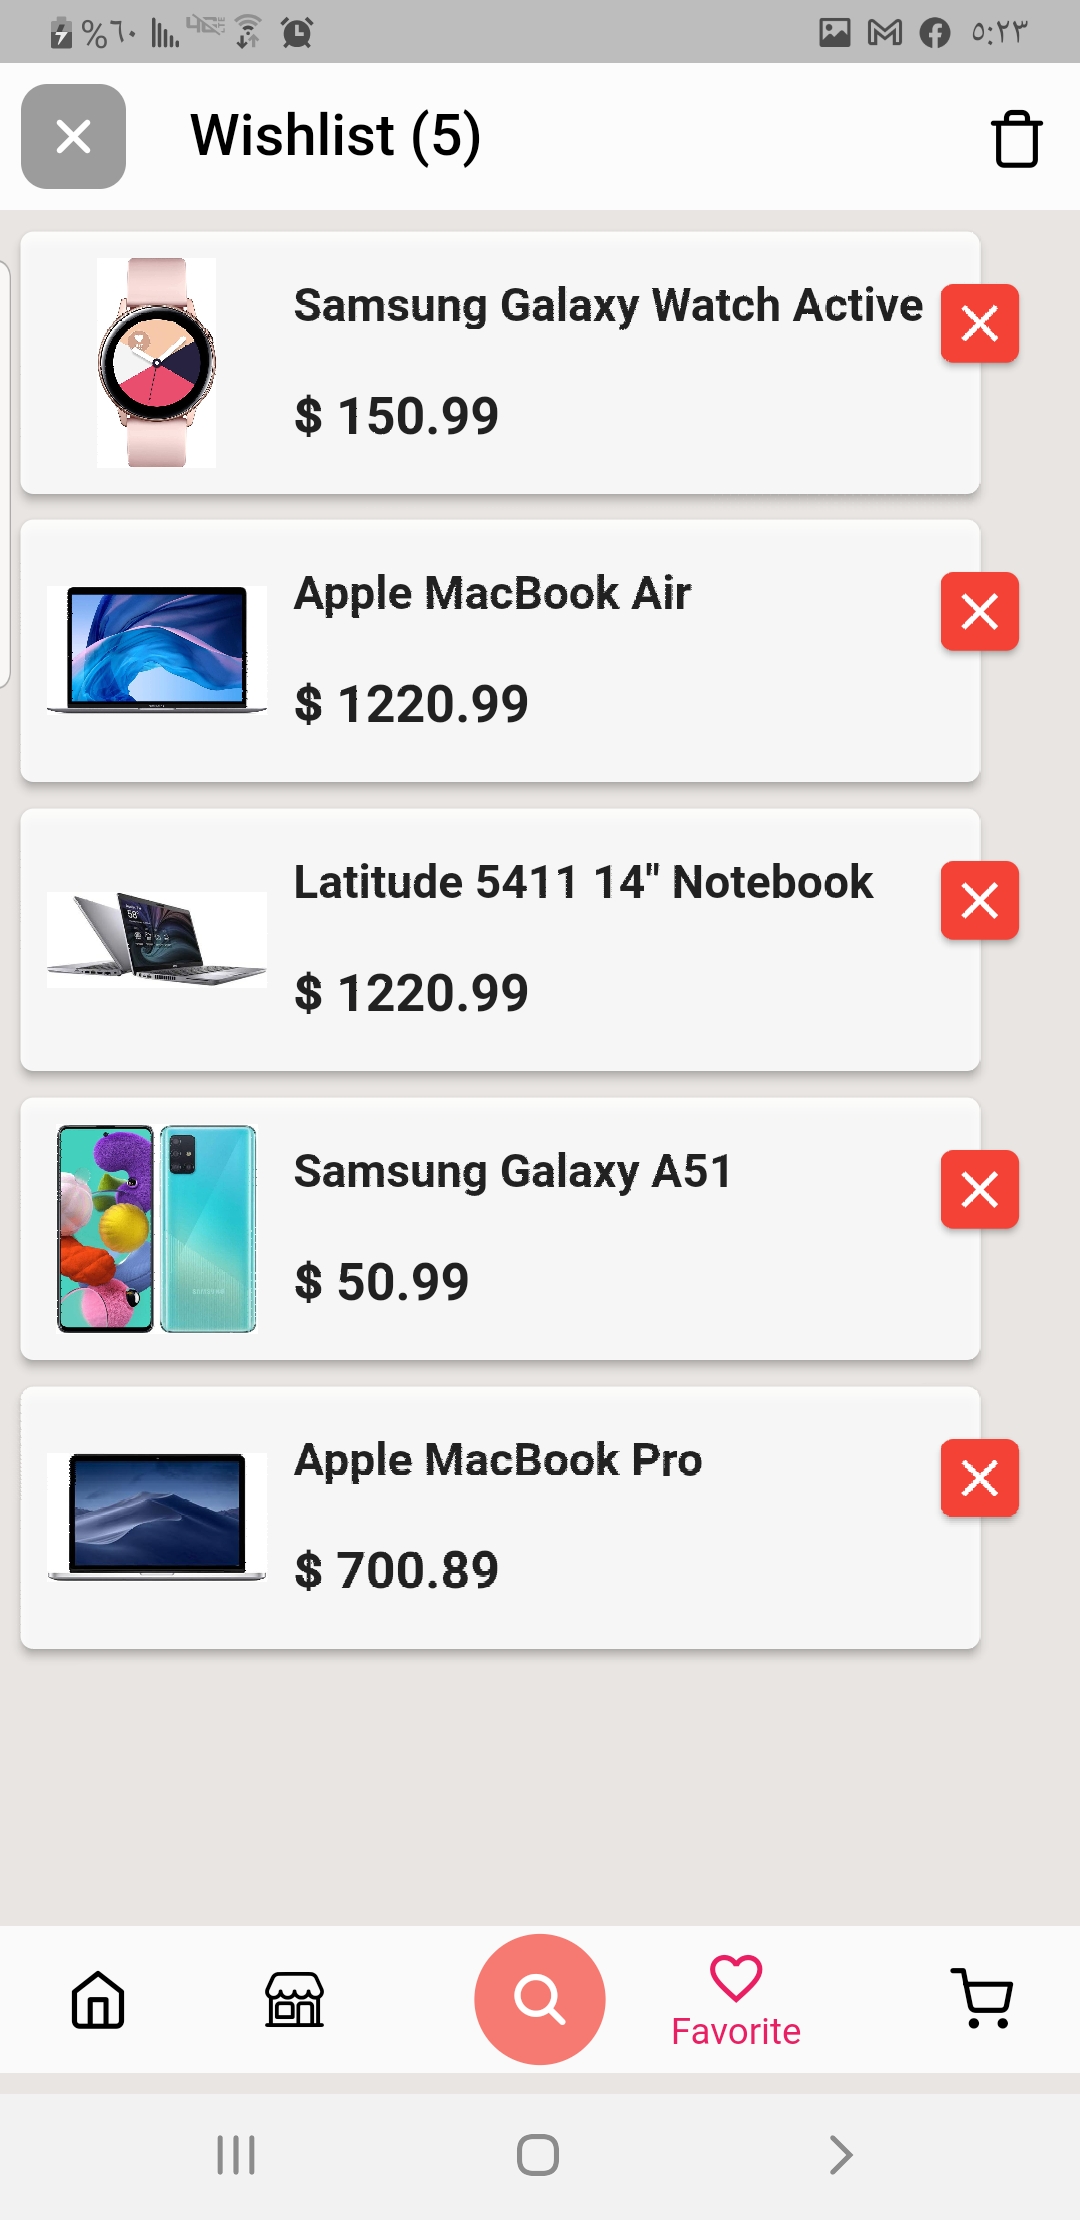 %٦٠ ٥:٢٣
Wishlist (5)
Samsung Galaxy Watch Active
$ 150.99
Apple MacBook Air
$ 1220.99
Latitude 5411 14" Notebook
$ 1220.99
Samsung Galaxy A51
$ 50.99
Apple MacBook Pro
$ 700.89
Favorite